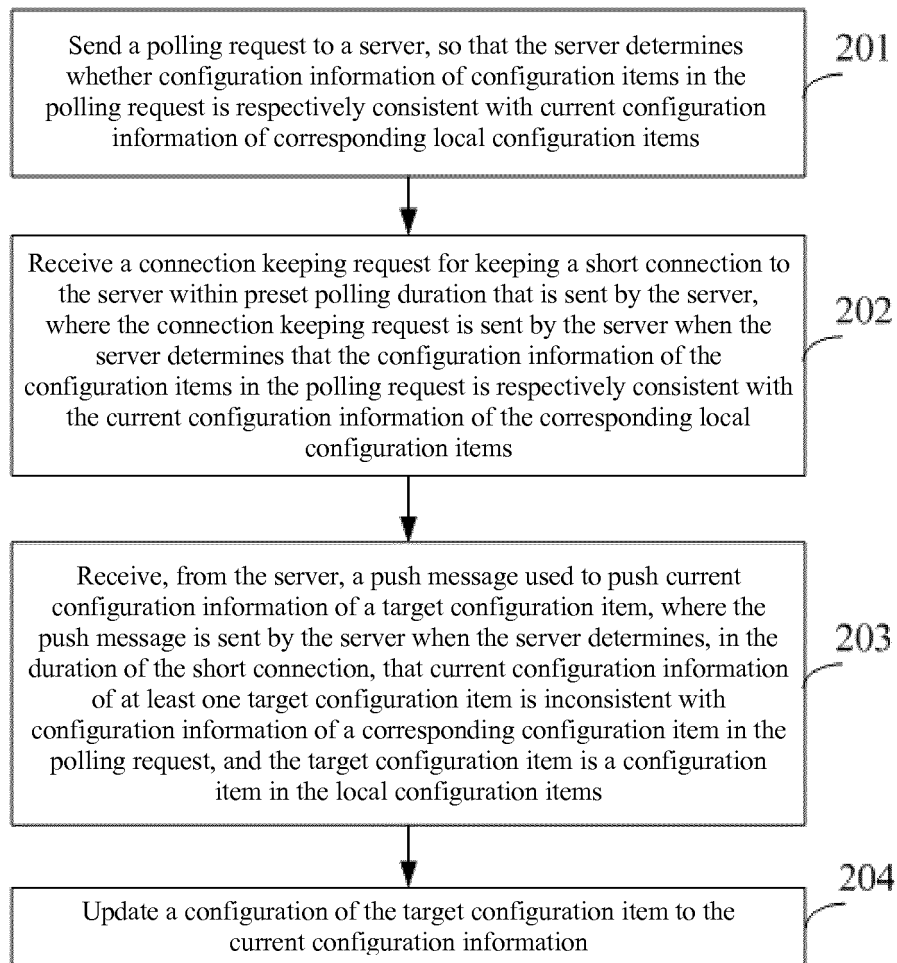 Send a polling request to a server, so that the server determines
whether configuration information of configuration items in the
polling request is respectively consistent with current configuration
information of corresponding local configuration items
201
Receive a connection keeping request for keeping a short connection to
the server within preset polling duration that is sent by the server,
where the connection keeping request is sent by the server when the
server determines that the configuration information of the
configuration items in the polling request is respectively consistent with
the current configuration information of the corresponding local
configuration items
202
Receive, from the server, a push message used to push current
configuration information of a target configuration item, where the
push message is sent by the server when the server determines, in the
duration of the short connection, that current configuration information
of at least one target configuration item is inconsistent with
configuration information of a corresponding configuration item in the
polling request, and the target configuration item is a configuration
item in the local configuration items
203
Update a configuration of the target configuration item to the
current configuration information
204